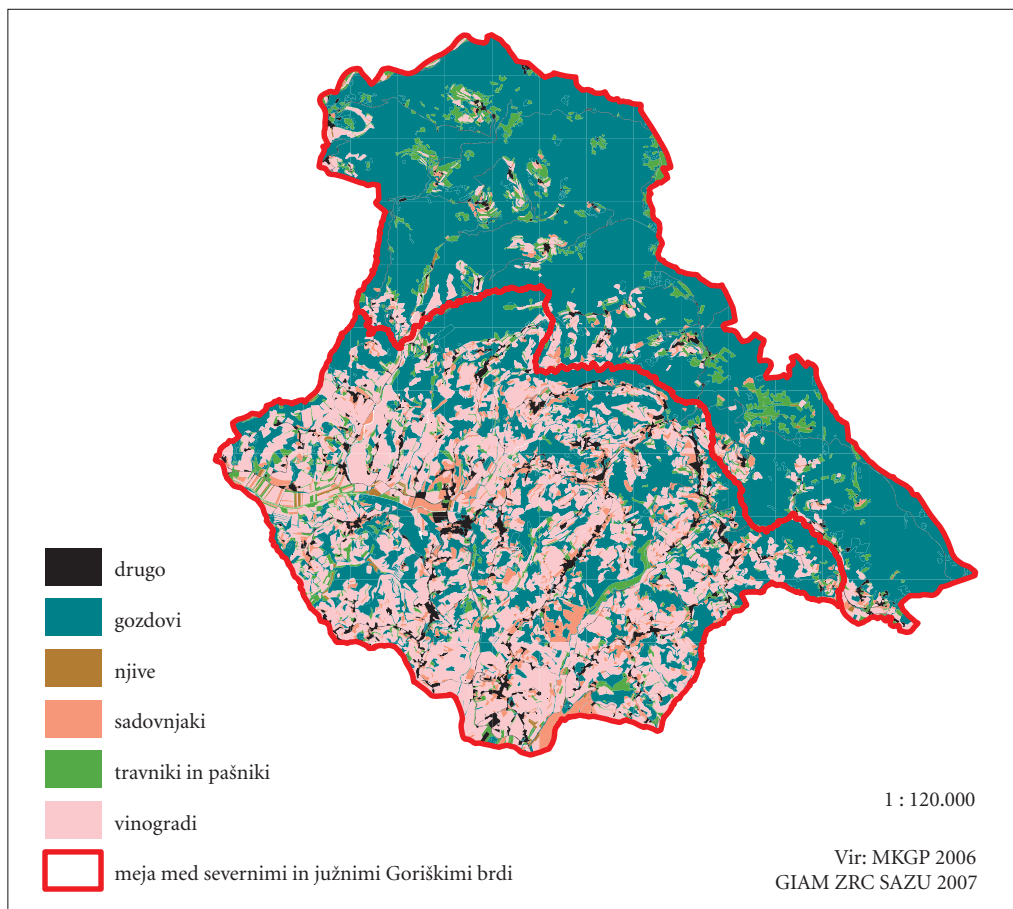 drugo
gozdovi
njive
sadovnjaki
travniki in pašniki
vinogradi
meja med severnimi in južnimi Goriškimi brdi
1 : 120.000
Vir: MKGP 2006
GIAM ZRC SAZU 2007